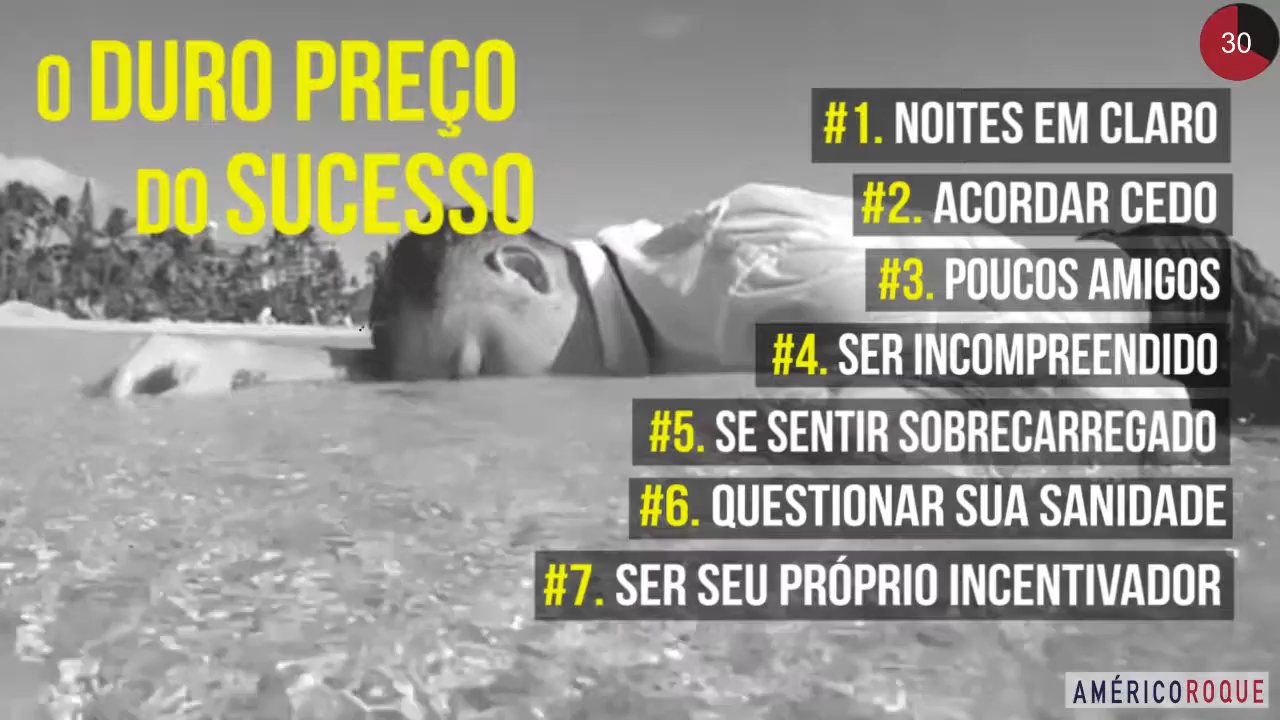 O DURO PREÇO
DO SUCESSO
30
#1. NOITES EM CLARO
#2. ACORDAR CEDO
#3. POUCOS AMIGOS
#4. SER INCOMPREENDIDO
#5. SE SENTIR SOBRECARREGADO
#6. QUESTIONAR SUA SANIDADE
#7. SER SEU PRÓPRIO INCENTIVADOR
AMÉRICOROQUE